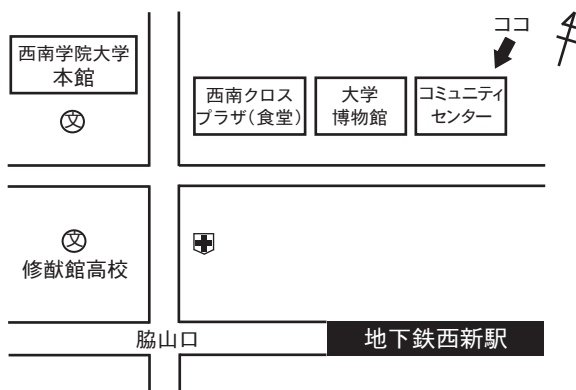 ココ
西南学院大学
本館
文
西南クロス
プラザ(食堂)
大学
博物館
コミュニティ
センター
文
修猷館高校
脇山口
地下鉄西新駅